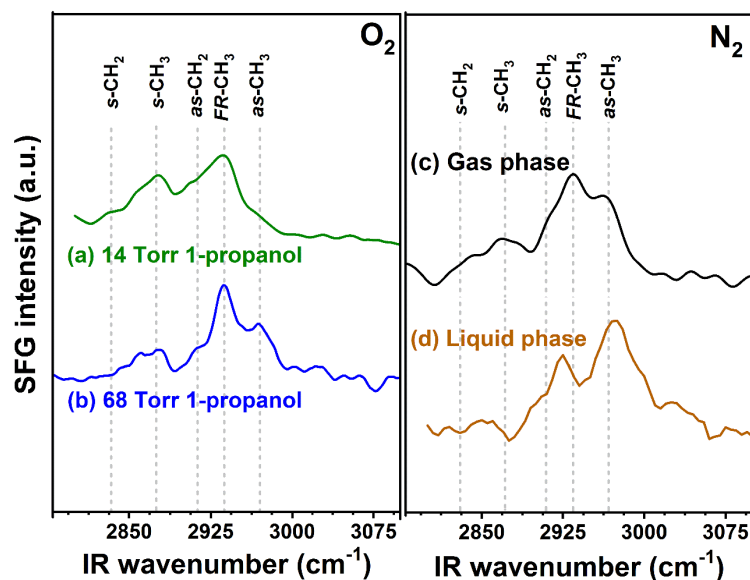 O₂
N₂
s-CH₂
s-CH₃
as-CH₂
FR-CH₃
as-CH₃
s-CH₂
s-CH₃
as-CH₂
FR-CH₃
as-CH₃
SFG intensity (a.u.)
(a) 14 Torr 1-propanol
(b) 68 Torr 1-propanol
(c) Gas phase
(d) Liquid phase
2850 2925 3000 3075
2850 2925 3000 3075
IR wavenumber (cm⁻¹)
IR wavenumber (cm⁻¹)